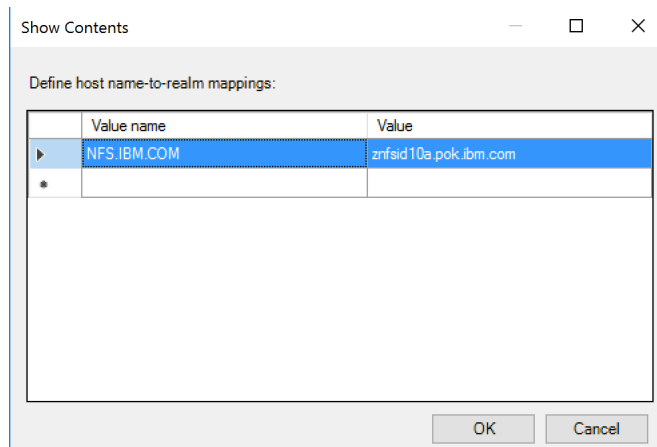 Show Contents
Define host name-to-realm mappings:
Value name Value
NFS.IBM.COM znfsid10a.pok.ibm.com
OK Cancel